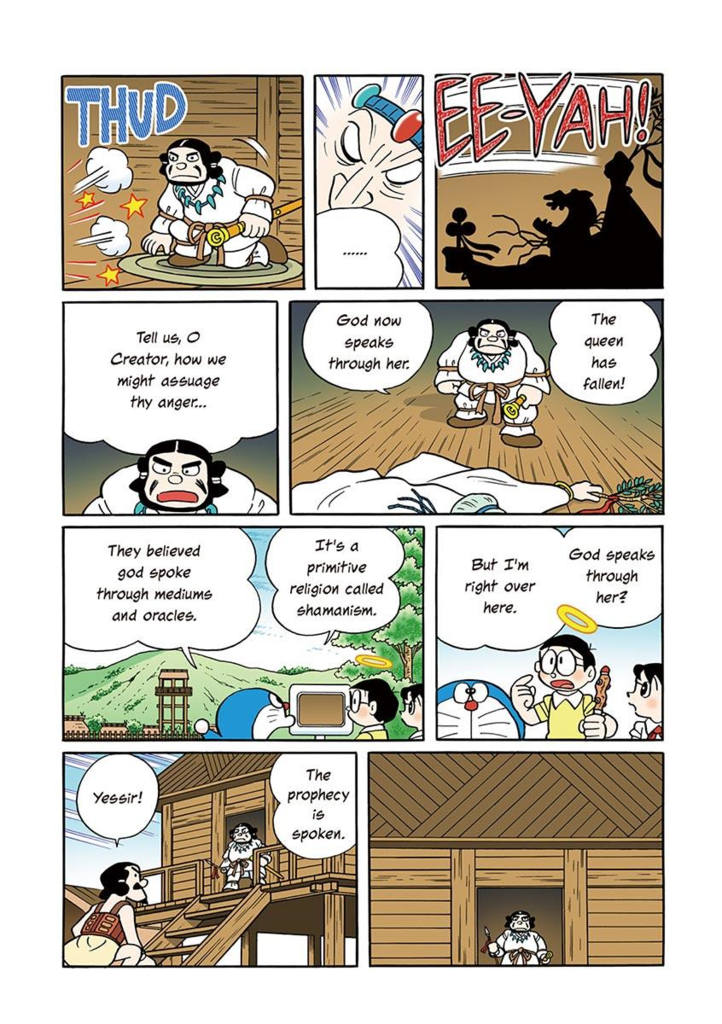 EE-YAH!
......
THUD
The
queen
has
fallen!
God now
speaks
through her.
Tell us, O
Creator, how we
might assuage
thy anger...
God speaks
through
her?
But I'm
right over
here.
It's a
primitive
religion called
shamanism.
They believed
god spoke
through mediums
and oracles.
The
prophecy
is
spoken.
Yessir!